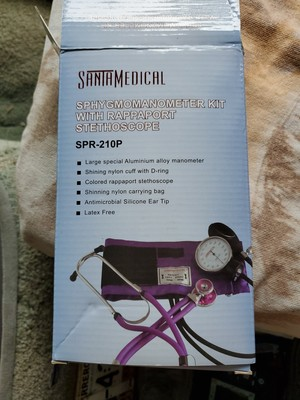 SANTAMEDICAL
SPHYGMOMANOMETER KIT
WITH RAPPAPORT
STETHOSCOPE
SPR-210P
Large special Aluminium alloy manometer
Shining nylon cuff with D-ring
Colored rappaport stethoscope
Shinning nylon carrying bag
Antimicrobial Silicone Ear Tip
Latex Free